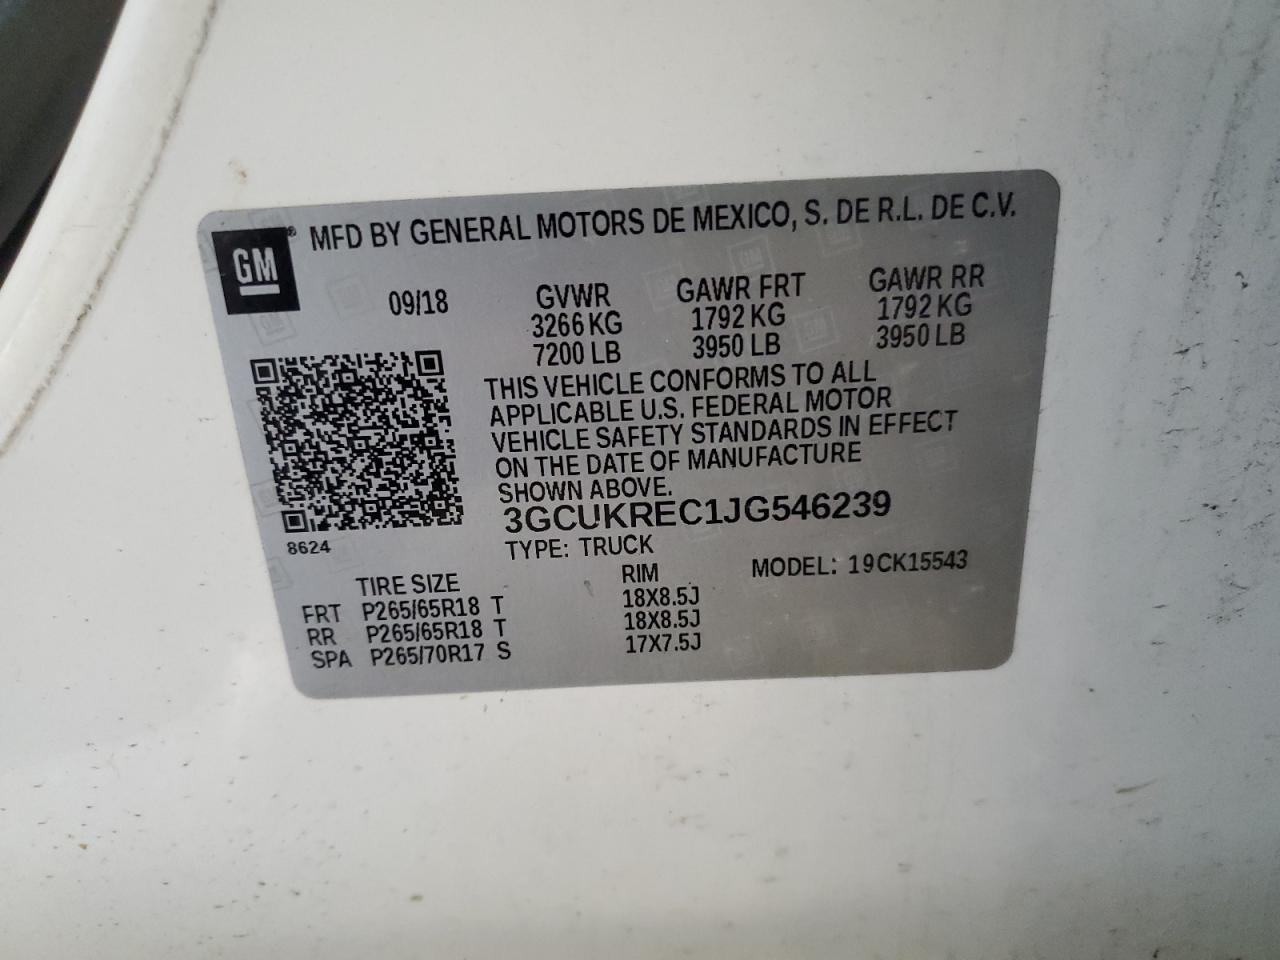 MFD BY GENERAL MOTORS DE MEXICO, S. DE R.L. DE C.V.
GM ®
09/18 GVWR GAWR FRT GAWR RR
3266 KG 1792 KG 1792 KG
7200 LB 3950 LB 3950 LB
THIS VEHICLE CONFORMS TO ALL
APPLICABLE U.S. FEDERAL MOTOR
VEHICLE SAFETY STANDARDS IN EFFECT
ON THE DATE OF MANUFACTURE
SHOWN ABOVE.
3GCUKREC1JG546239
8624
TYPE: TRUCK
MODEL: 19CK15543
TIRE SIZE RIM
FRT P265/65R18 T 18X8.5J
RR P265/65R18 T 18X8.5J
SPA P265/70R17 S 17X7.5J